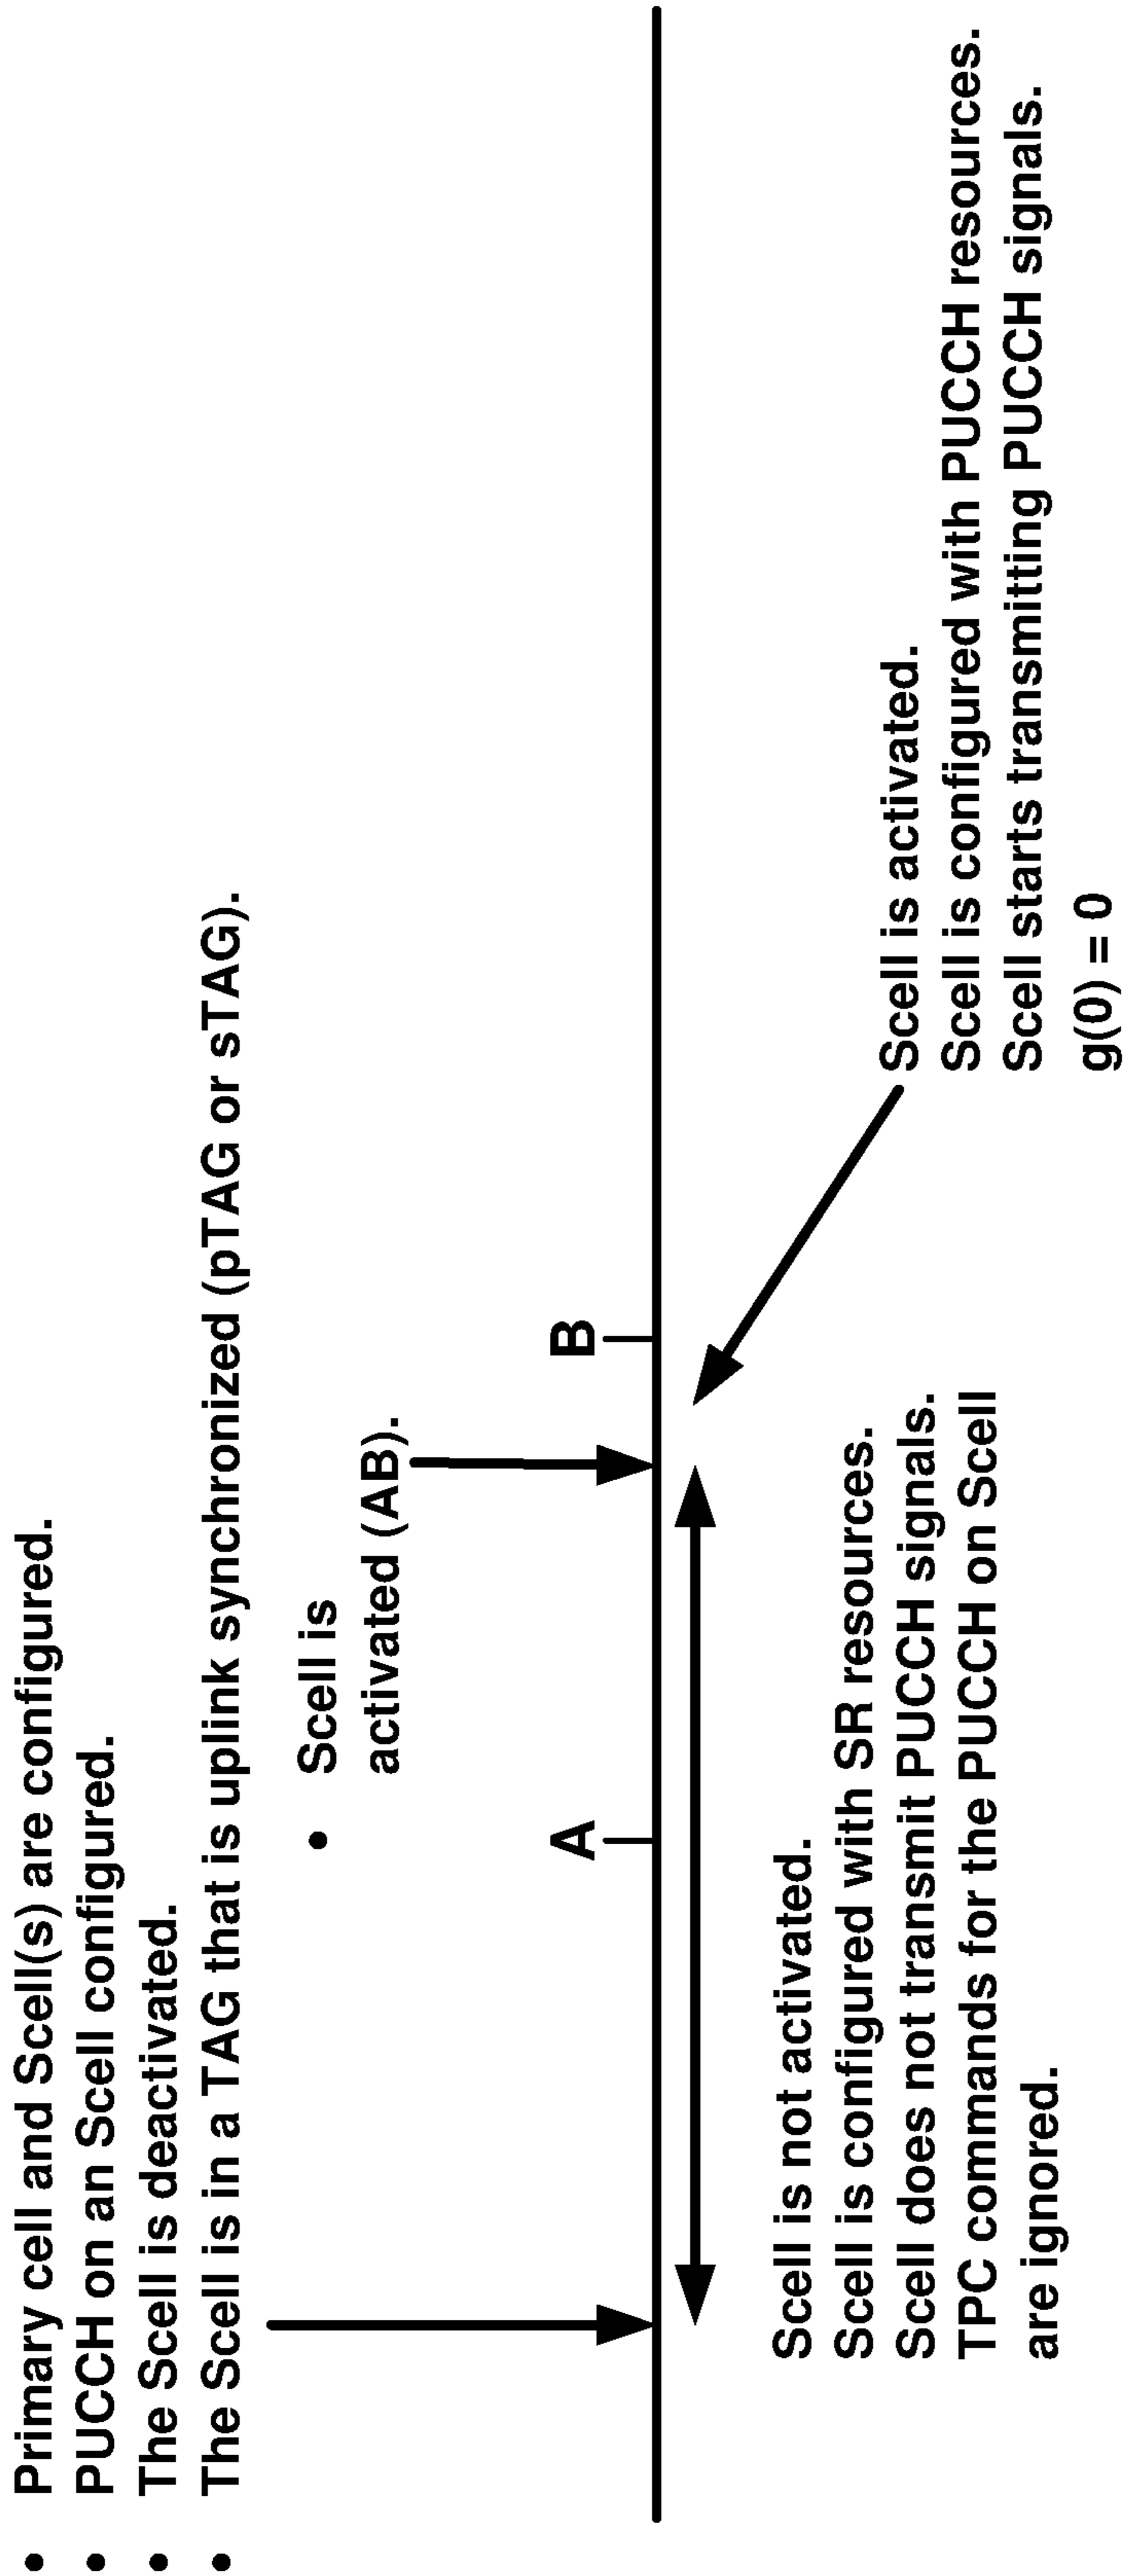 • Primary cell and Scell(s) are configured.
• PUCCH on an Scell configured.
• The Scell is deactivated.
• The Scell is in a TAG that is uplink synchronized (pTAG or sTAG).
• Scell is
activated (AB).
A
B
Scell is not activated.
Scell is configured with SR resources.
Scell does not transmit PUCCH signals.
TPC commands for the PUCCH on Scell
are ignored.
Scell is activated.
Scell is configured with PUCCH resources.
Scell starts transmitting PUCCH signals.
g(0) = 0